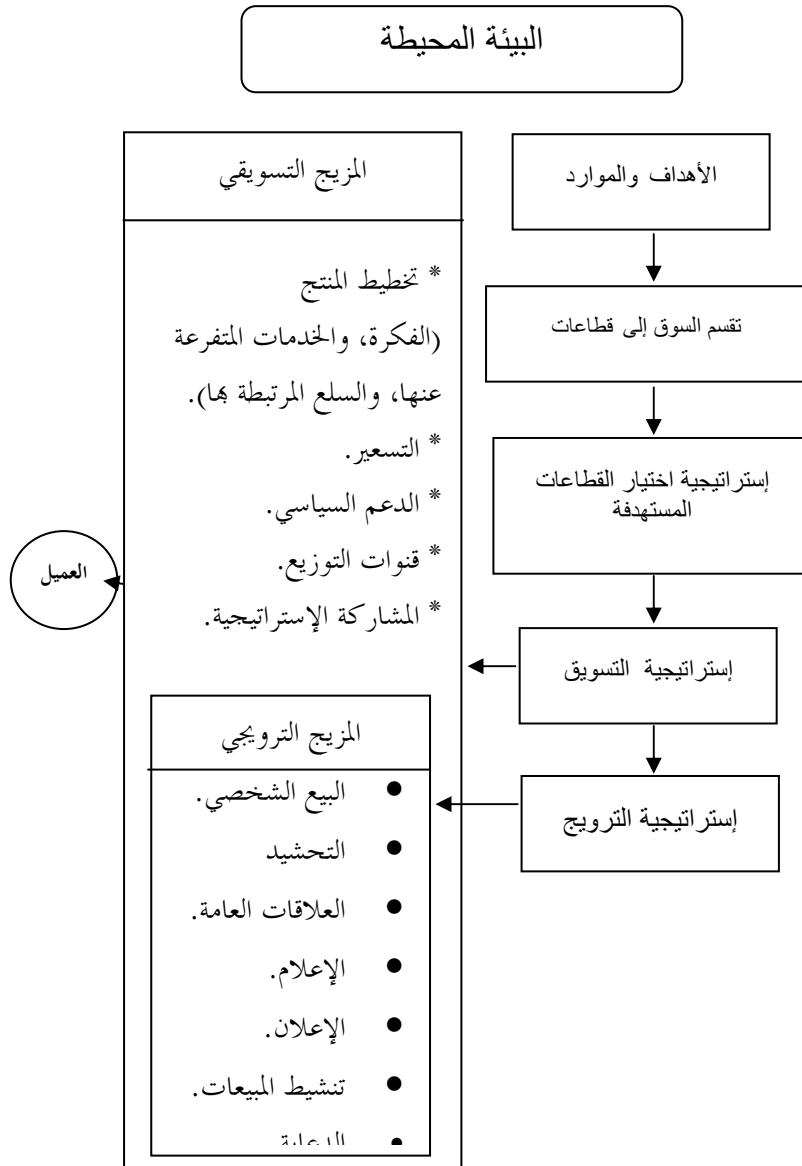 البيئة المحيطة
الأهداف والموارد
تقسم السوق إلى قطاعات
إستراتيجية اختيار القطاعات
المستهدفة
إستراتيجية التسويق
إستراتيجية الترويج
المزيج التسويقي
* تخطيط المنتج
(الفكرة، والخدمات المتفرعة
عنها، والسلع المرتبطة بها).
* التسعير.
* الدعم السياسي.
* قنوات التوزيع.
* المشاركة الإستراتيجية.
المزيج الترويجي
● البيع الشخصي.
● التحشيد
● العلاقات العامة.
● الإعلام.
● الإعلان.
● تنشيط المبيعات.
● الدعاية
العميل